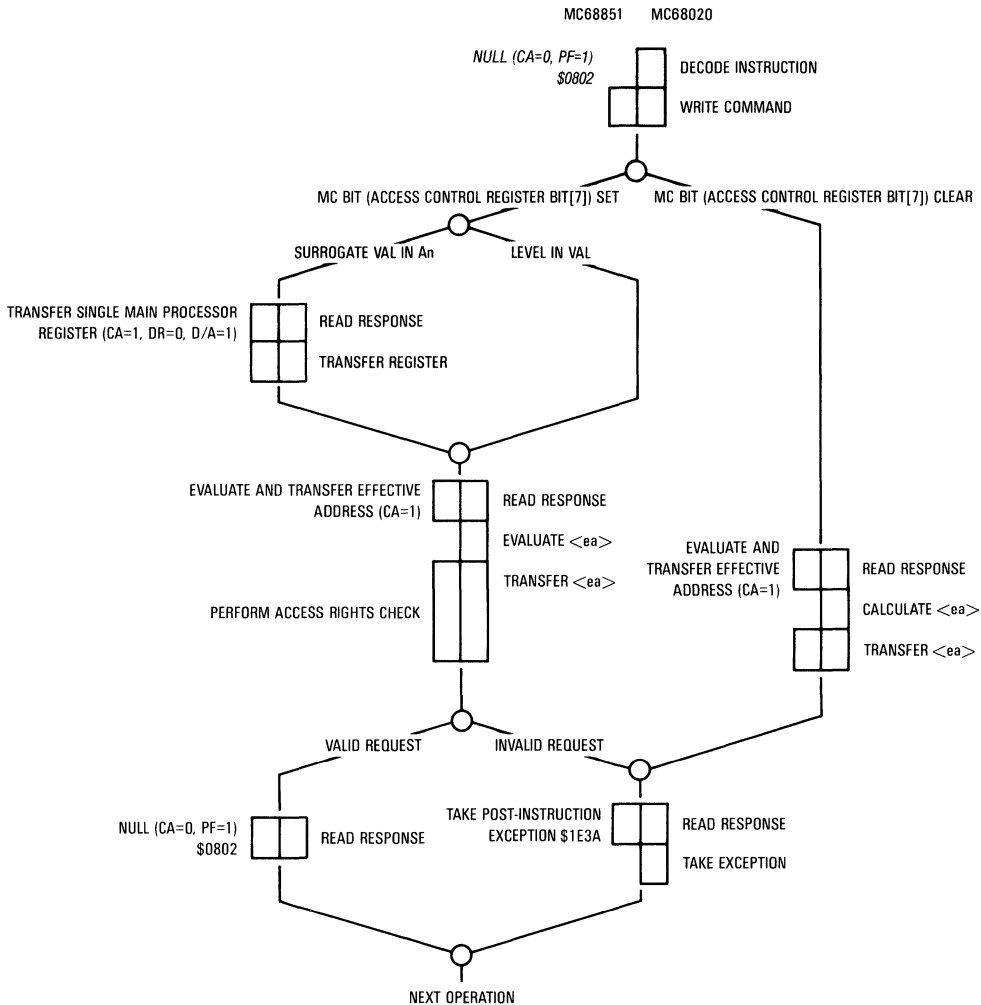 MC68851 MC68020
NULL (CA=0, PF=1)
$0802
DECODE INSTRUCTION
WRITE COMMAND
MC BIT (ACCESS CONTROL REGISTER BIT[7]) SET
MC BIT (ACCESS CONTROL REGISTER BIT[7]) CLEAR
SURROGATE VAL IN An
LEVEL IN VAL
TRANSFER SINGLE MAIN PROCESSOR
REGISTER (CA=1, DR=0, D/A=1)
READ RESPONSE
TRANSFER REGISTER
EVALUATE AND TRANSFER EFFECTIVE
ADDRESS (CA=1)
READ RESPONSE
EVALUATE <ea>
TRANSFER <ea>
PERFORM ACCESS RIGHTS CHECK
EVALUATE AND
TRANSFER EFFECTIVE
ADDRESS (CA=1)
READ RESPONSE
CALCULATE <ea>
TRANSFER <ea>
VALID REQUEST
INVALID REQUEST
NULL (CA=0, PF=1)
$0802
READ RESPONSE
TAKE POST-INSTRUCTION
EXCEPTION $1E3A
READ RESPONSE
TAKE EXCEPTION
NEXT OPERATION